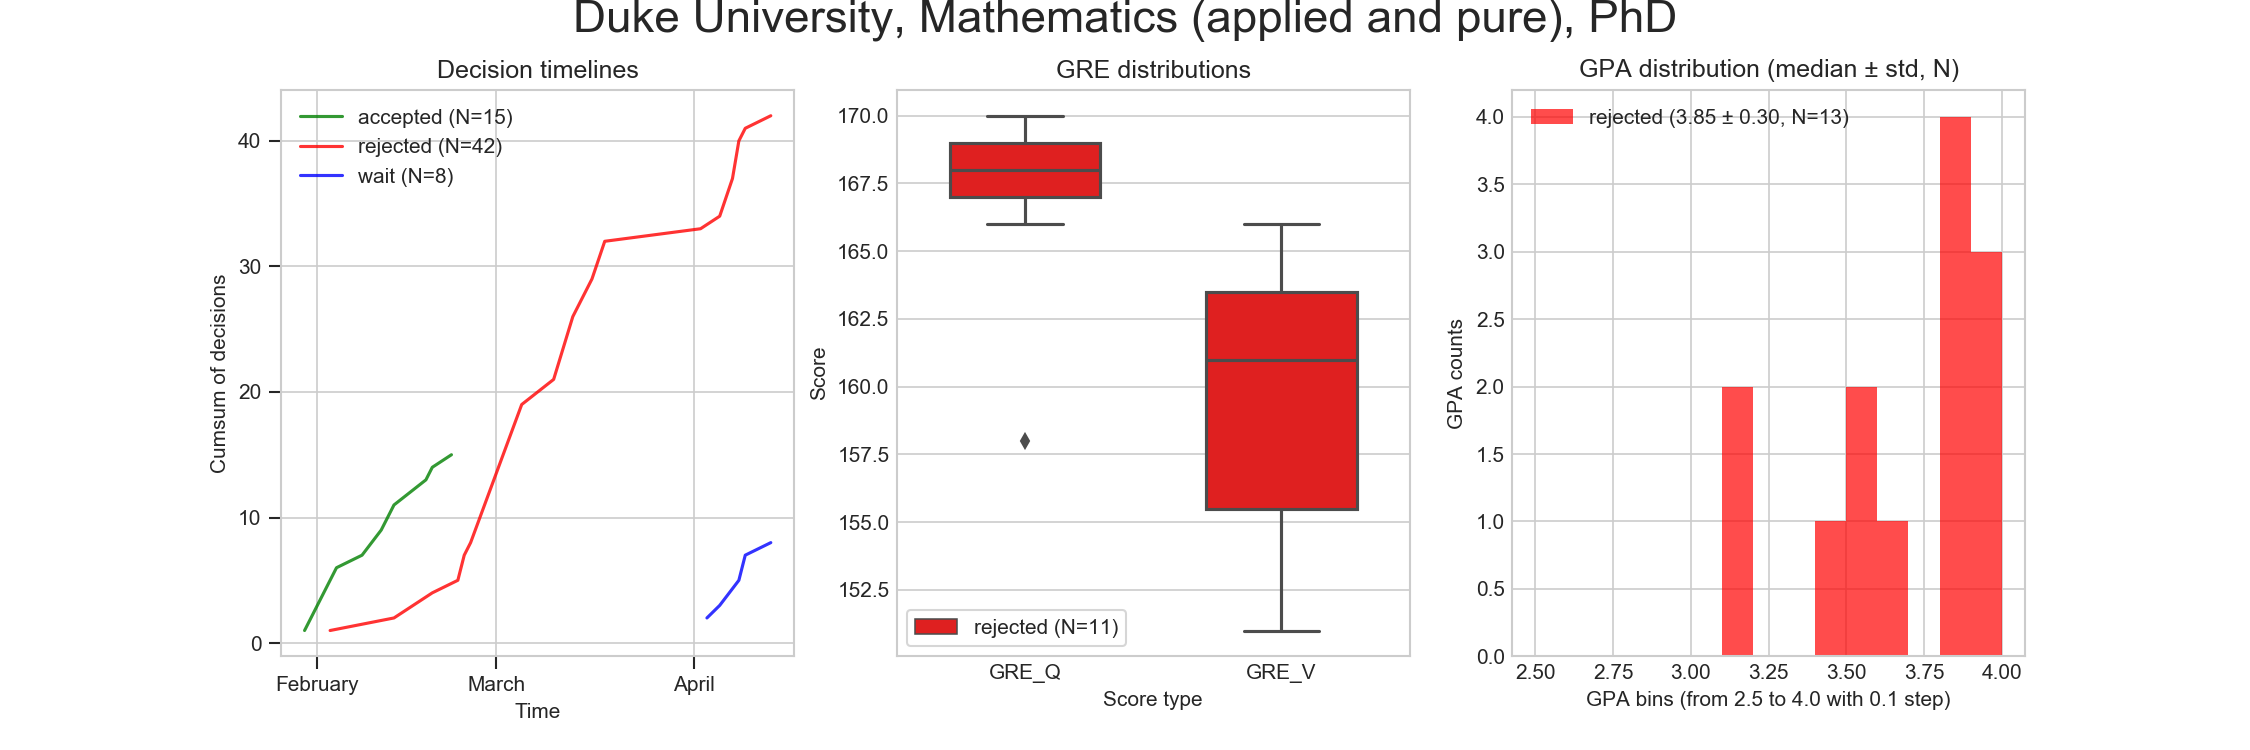 Duke University, Mathematics (applied and pure), PhD
Decision timelines
accepted (N=15)
rejected (N=42)
wait (N=8)
40
30
20
10
0
Cumsum of decisions
February March April
Time
GRE distributions
170.0
167.5
165.0
162.5
160.0
157.5
155.0
152.5
Score
rejected (N=11)
GRE_Q GRE_V
Score type
GPA distribution (median ± std, N)
rejected (3.85 ± 0.30, N=13)
4.0
3.5
3.0
2.5
2.0
1.5
1.0
0.5
0.0
GPA counts
2.50 2.75 3.00 3.25 3.50 3.75 4.00
GPA bins (from 2.5 to 4.0 with 0.1 step)